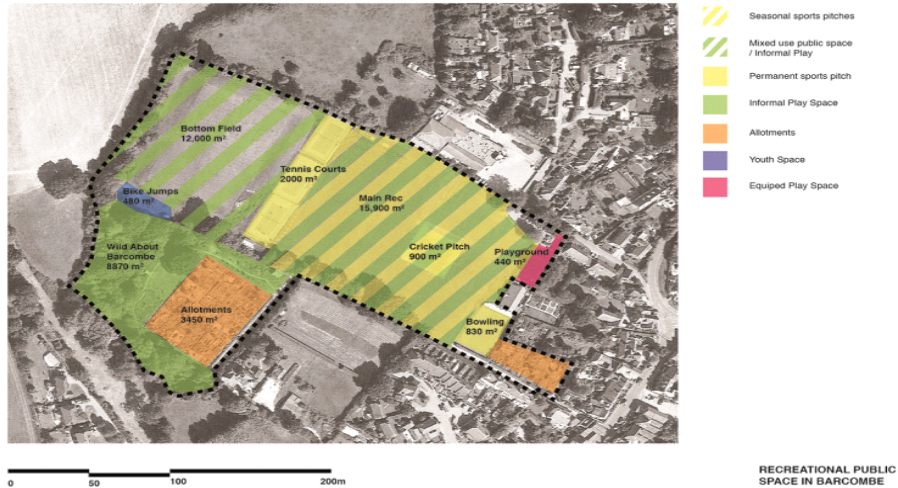 Bottom Field
12,000 m²
Tennis Courts
2000 m²
Bike Jumps
480 m²
Main Rec
15,900 m²
Wild About
Barcombe
8870 m²
Cricket Pitch
900 m²
Playground
440 m²
Allotments
3450 m²
Bowling
830 m²
Seasonal sports pitches
Mixed use public space
/ Informal Play
Permanent sports pitch
Informal Play Space
Allotments
Youth Space
Equiped Play Space
0 50 100 200m
RECREATIONAL PUBLIC
SPACE IN BARCOMBE